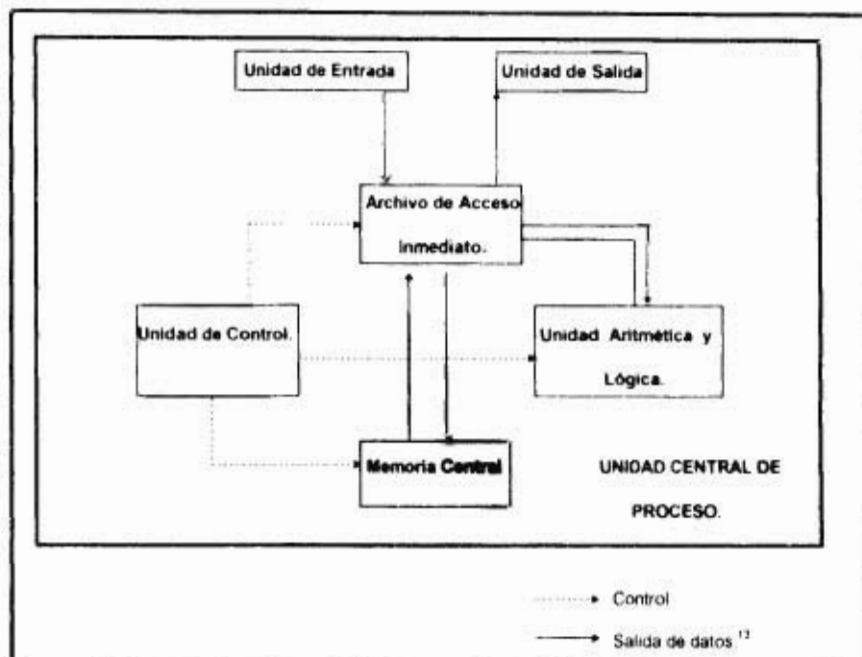 Unidad de Entrada
Unidad de Salida
Archivo de Acceso
Inmediato.
Unidad de Control.
Unidad Aritmética y
Lógica.
Memoria Central
UNIDAD CENTRAL DE
PROCESO.
Control
Salida de datos 13